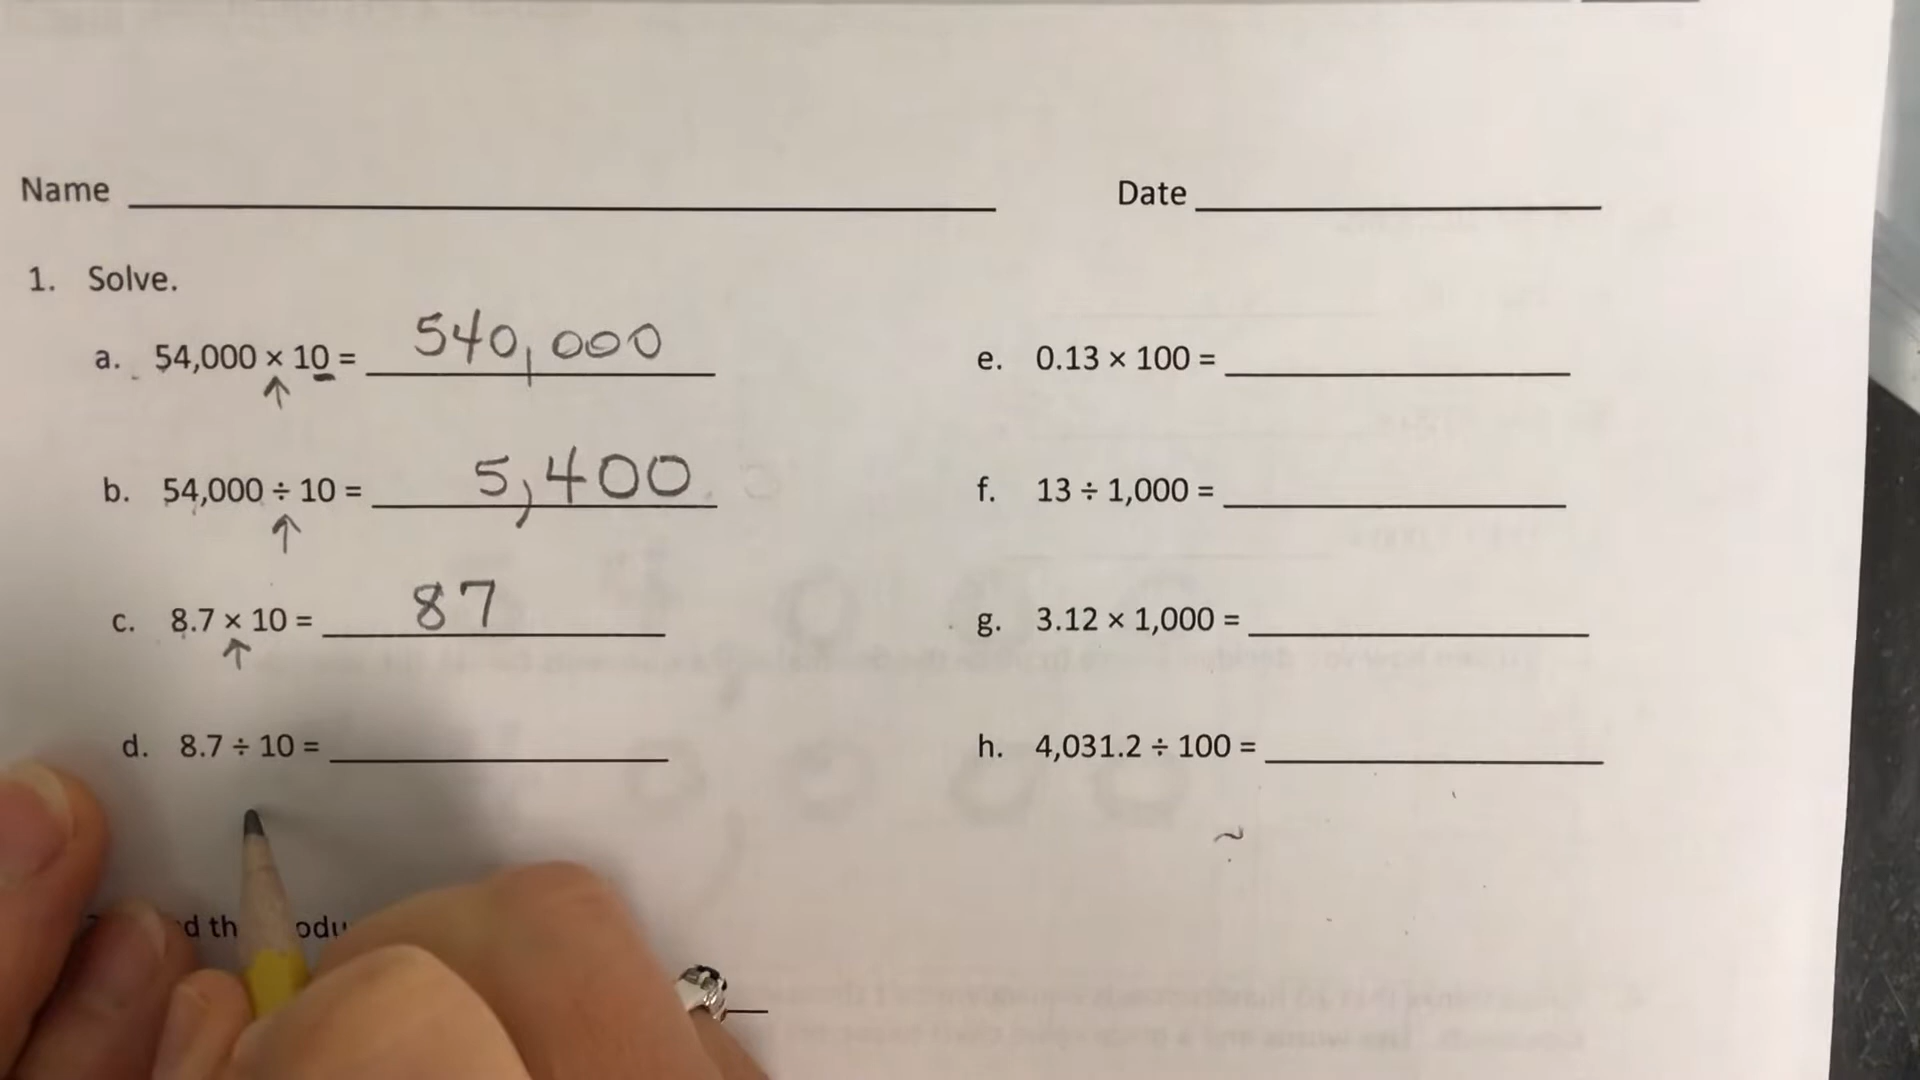 Name Date
1. Solve.
a. 54,000 × 10 = 540,000
b. 54,000 ÷ 10 = 5,400
c. 8.7 × 10 = 87
d. 8.7 ÷ 10 =
e. 0.13 × 100 =
f. 13 ÷ 1,000 =
g. 3.12 × 1,000 =
h. 4,031.2 ÷ 100 =